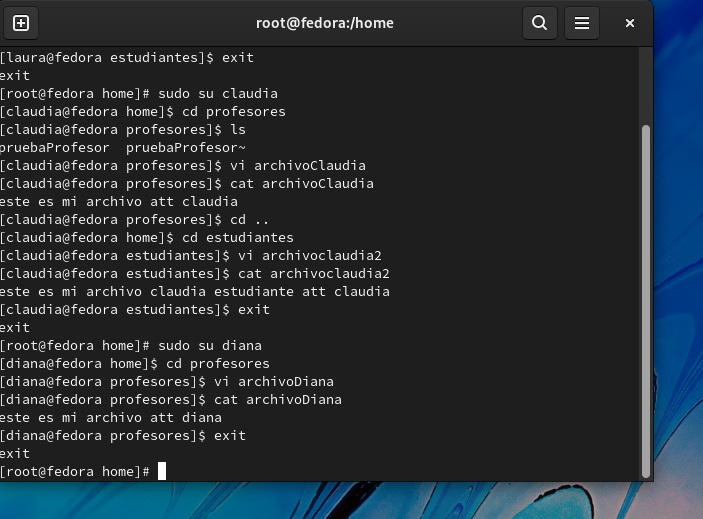 root@fedora:/home
[laura@fedora estudiantes]$ exit
exit
[root@fedora home]# sudo su claudia
[claudia@fedora home]$ cd profesores
[claudia@fedora profesores]$ ls
pruebaProfesor  pruebaProfesor~
[claudia@fedora profesores]$ vi archivoClaudia
[claudia@fedora profesores]$ cat archivoClaudia
este es mi archivo att claudia
[claudia@fedora profesores]$ cd ..
[claudia@fedora home]$ cd estudiantes
[claudia@fedora estudiantes]$ vi archivoclaudia2
[claudia@fedora estudiantes]$ cat archivoclaudia2
este es mi archivo claudia estudiante att claudia
[claudia@fedora estudiantes]$ exit
exit
[root@fedora home]# sudo su diana
[diana@fedora home]$ cd profesores
[diana@fedora profesores]$ vi archivoDiana
[diana@fedora profesores]$ cat archivoDiana
este es mi archivo att diana
[diana@fedora profesores]$ exit
exit
[root@fedora home]#